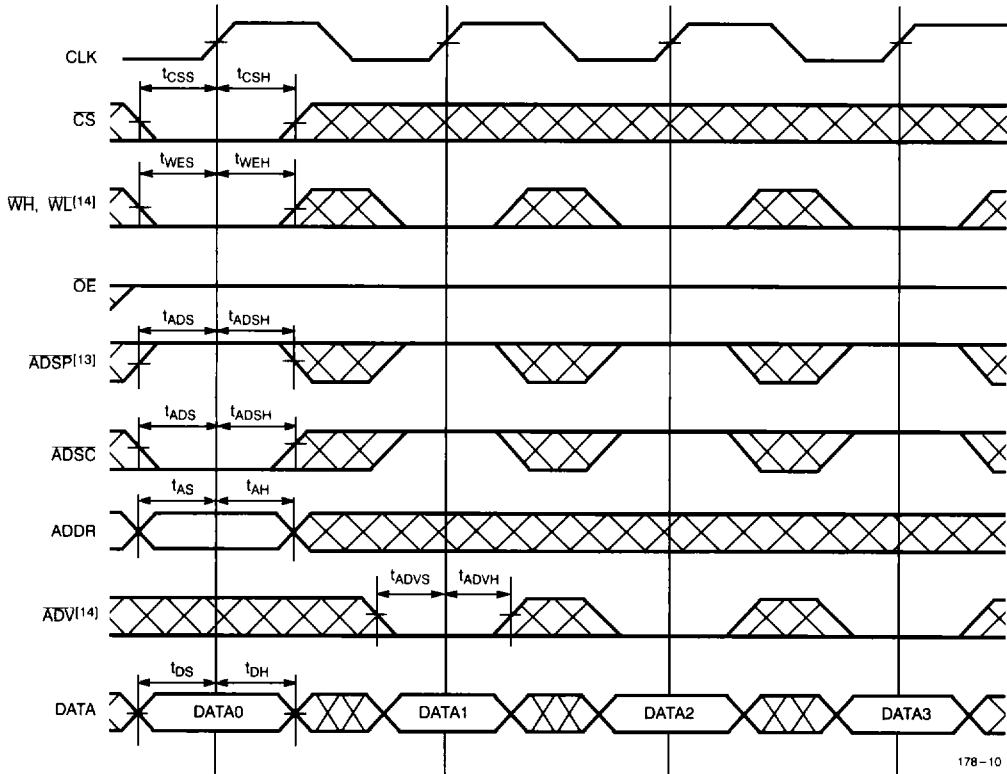 CLK
tCSS tCSH
CS
tWES tWEH
WH, WL[14]
OE
tADS tADSH
ADSP[13]
tADS tADSH
ADSC
tAS tAH
ADDR
tADVS tADVH
ADV[14]
tDS tDH
DATA DATA0 DATA1 DATA2 DATA3
178-10